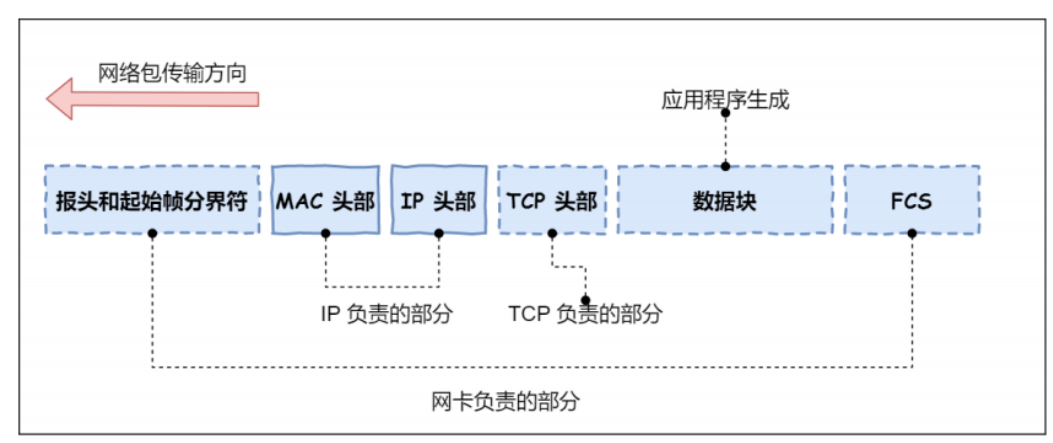 网络包传输方向
应用程序生成
报头和起始帧分界符
MAC 头部
IP 头部
TCP 头部
数据块
FCS
IP 负责的部分
TCP 负责的部分
网卡负责的部分